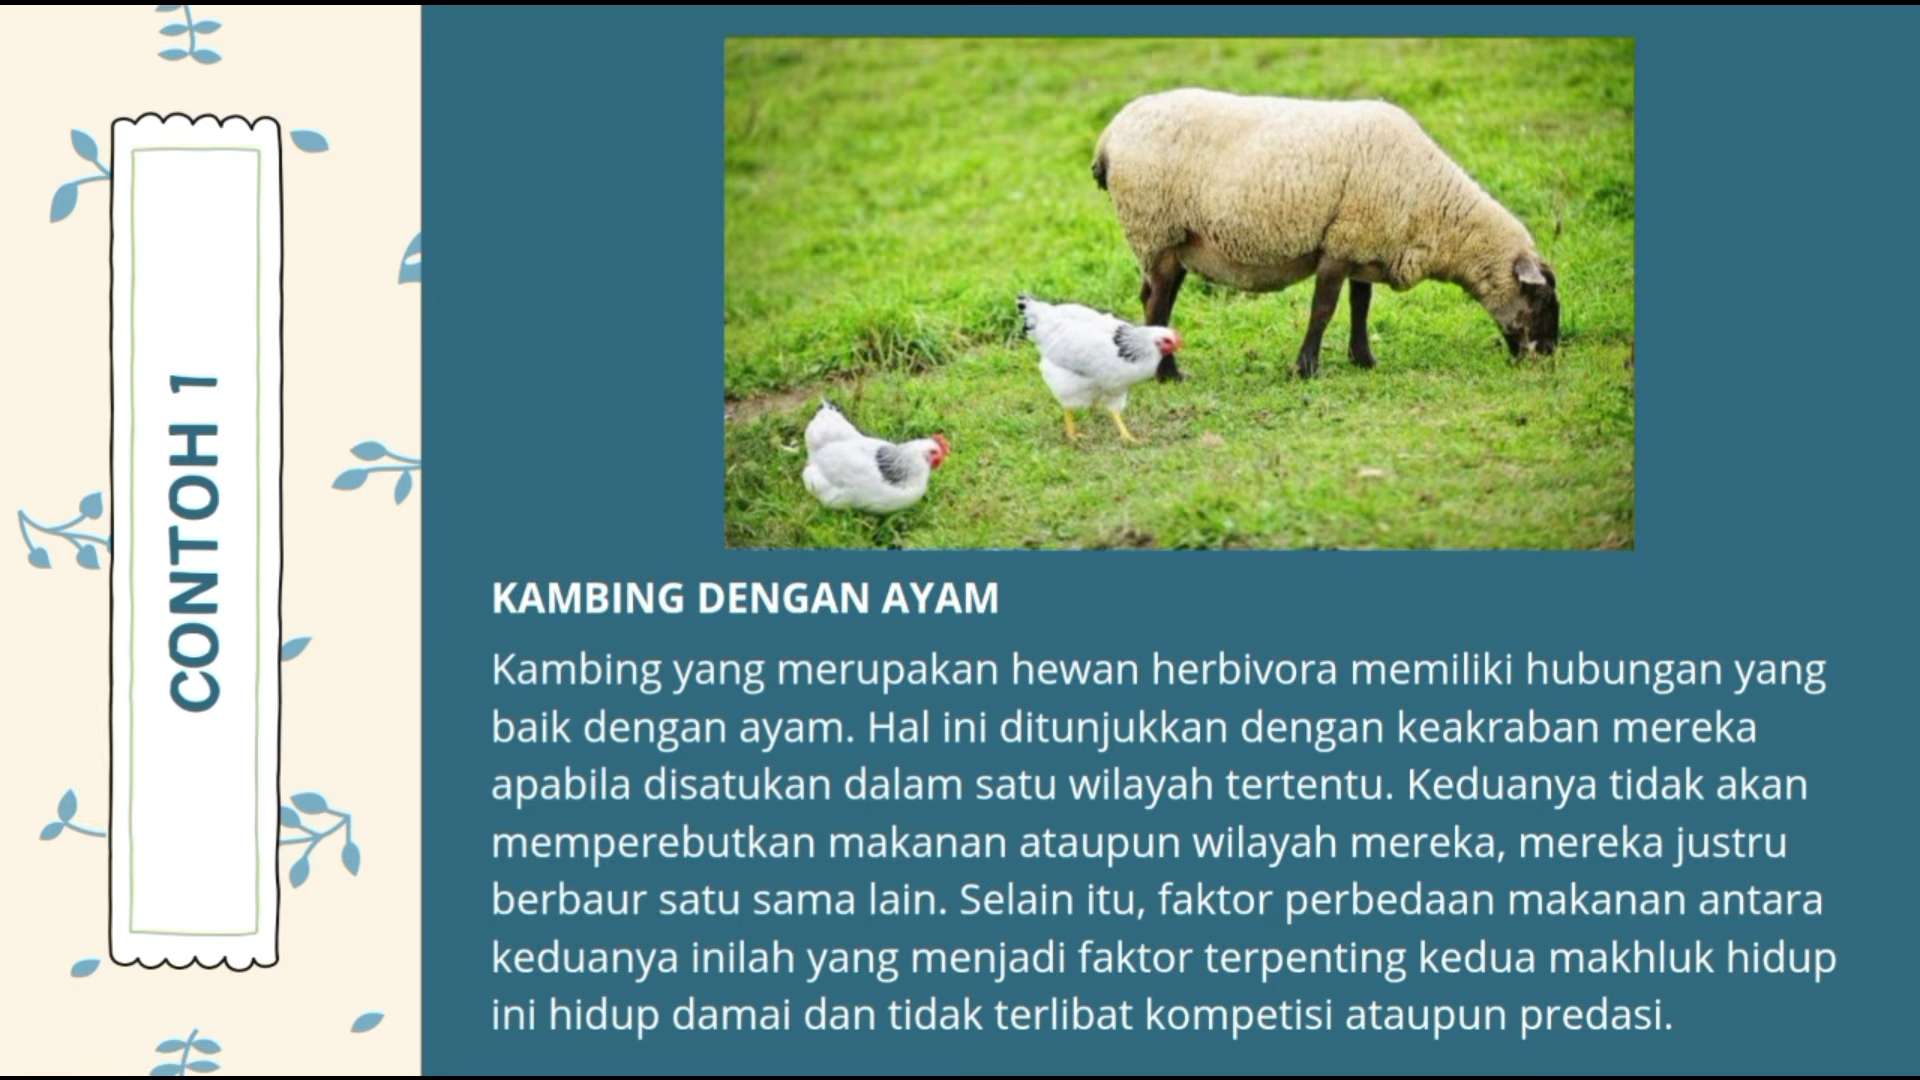 CONTOH 1
KAMBING DENGAN AYAM
Kambing yang merupakan hewan herbivora memiliki hubungan yang
baik dengan ayam. Hal ini ditunjukkan dengan keakraban mereka
apabila disatukan dalam satu wilayah tertentu. Keduanya tidak akan
memperebutkan makanan ataupun wilayah mereka, mereka justru
berbaur satu sama lain. Selain itu, faktor perbedaan makanan antara
keduanya inilah yang menjadi faktor terpenting kedua makhluk hidup
ini hidup damai dan tidak terlibat kompetisi ataupun predasi.